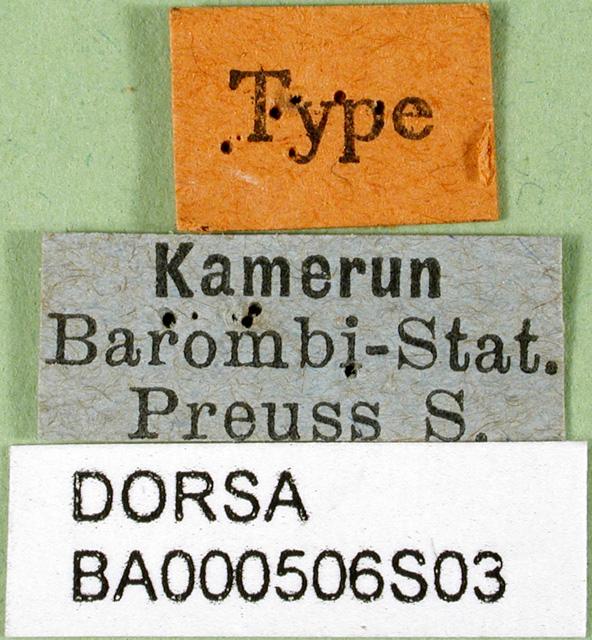 Type
Kamerun
Barombi-Stat.
Preuss S.
DORSA
BA000506S03